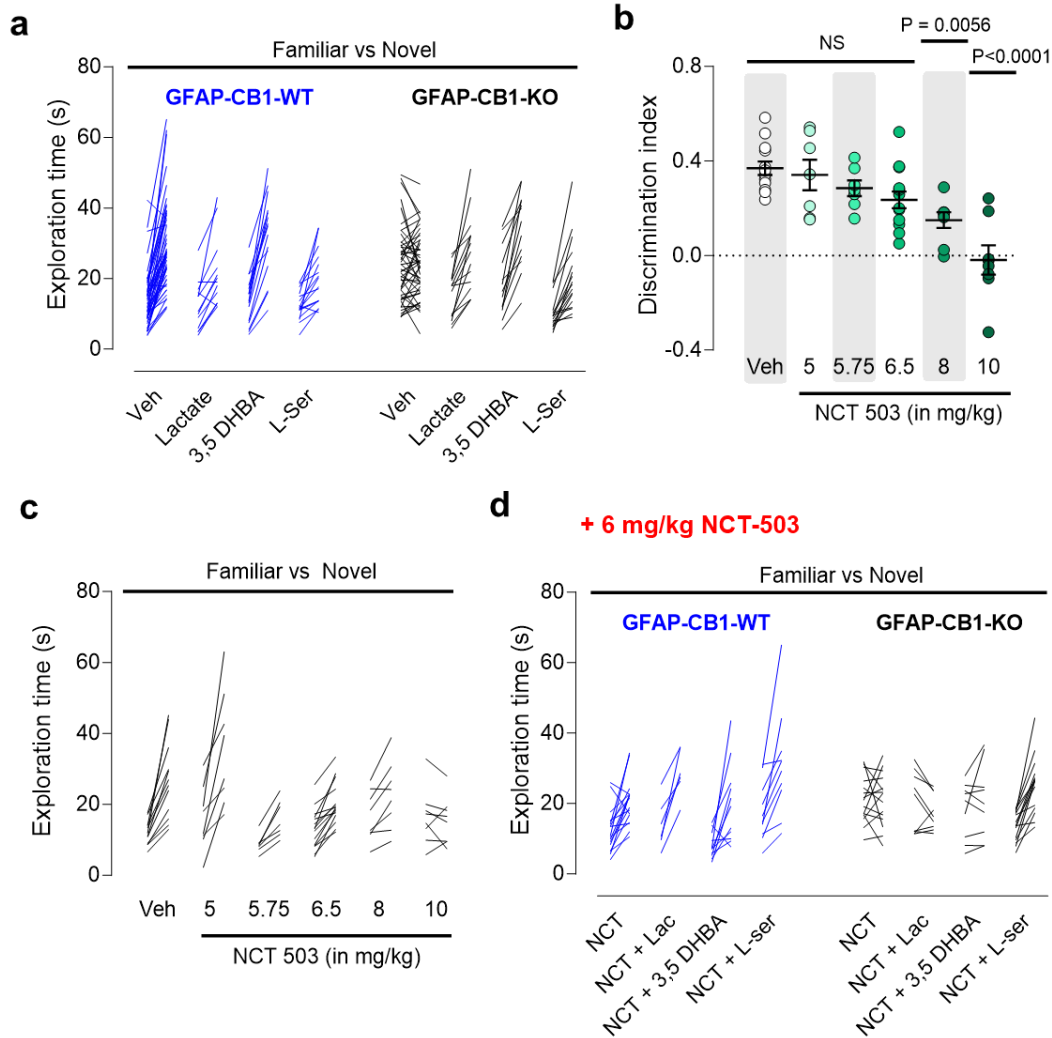 a
Familiar vs Novel
GFAP-CB1-WT
GFAP-CB1-KO
Exploration time (s)
80
60
40
20
0
Veh
Lactate
3,5 DHBA
L-Ser
Veh
Lactate
3,5 DHBA
L-Ser
b
P = 0.0056
NS
P<0.0001
Discrimination index
0.8
0.4
0.0
-0.4
Veh 5 5.75 6.5 8 10
NCT 503 (in mg/kg)
c
Familiar vs Novel
Exploration time (s)
80
60
40
20
0
Veh 5 5.75 6.5 8 10
NCT 503 (in mg/kg)
d
+ 6 mg/kg NCT-503
Familiar vs Novel
GFAP-CB1-WT
GFAP-CB1-KO
Exploration time (s)
80
60
40
20
0
NCT
NCT + Lac
NCT + 3,5 DHBA
NCT + L-ser
NCT
NCT + Lac
NCT + 3,5 DHBA
NCT + L-ser